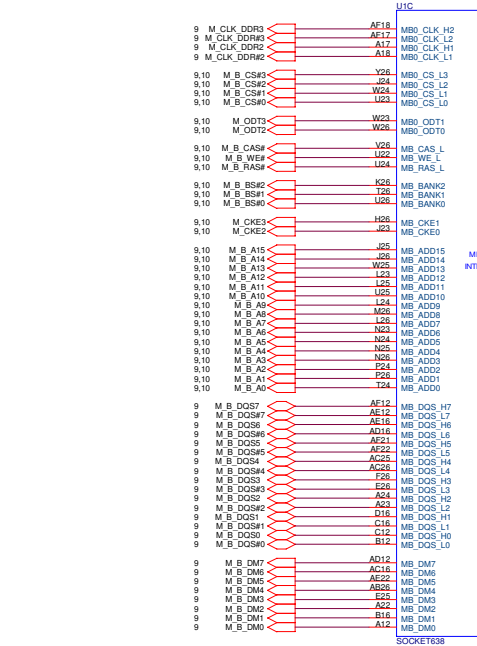 U1C
9 M_CLK_DDR3 AF18 MB0_CLK_H2
9 M_CLK_DDR#3 AF17 MB0_CLK_L2
9 M_CLK_DDR2 A17 MB0_CLK_H1
9 M_CLK_DDR#2 A18 MB0_CLK_L1
9,10 M_B_CS#3 Y26 MB0_CS_L3
9,10 M_B_CS#2 J24 MB0_CS_L2
9,10 M_B_CS#1 W24 MB0_CS_L1
9,10 M_B_CS#0 U23 MB0_CS_L0
9,10 M_ODT3 W23 MB0_ODT1
9,10 M_ODT2 W26 MB0_ODT0
9,10 M_B_CAS# V26 MB_CAS_L
9,10 M_B_WE# U22 MB_WE_L
9,10 M_B_RAS# U24 MB_RAS_L
9,10 M_B_BS#2 K26 MB_BANK2
9,10 M_B_BS#1 T26 MB_BANK1
9,10 M_B_BS#0 U26 MB_BANK0
9,10 M_CKE3 H26 MB_CKE1
9,10 M_CKE2 J23 MB_CKE0
9,10 M_B_A15 J25 MB_ADD15
9,10 M_B_A14 J26 MB_ADD14
9,10 M_B_A13 W25 MB_ADD13
9,10 M_B_A12 L23 MB_ADD12
9,10 M_B_A11 L25 MB_ADD11
9,10 M_B_A10 U25 MB_ADD10
9,10 M_B_A9 L24 MB_ADD9
9,10 M_B_A8 M26 MB_ADD8
9,10 M_B_A7 L26 MB_ADD7
9,10 M_B_A6 N23 MB_ADD6
9,10 M_B_A5 N24 MB_ADD5
9,10 M_B_A4 N25 MB_ADD4
9,10 M_B_A3 N26 MB_ADD3
9,10 M_B_A2 P24 MB_ADD2
9,10 M_B_A1 P26 MB_ADD1
9,10 M_B_A0 T24 MB_ADD0
9 M_B_DQS7 AF12 MB_DQS_H7
9 M_B_DQS#7 AE12 MB_DQS_L7
9 M_B_DQS6 AE16 MB_DQS_H6
9 M_B_DQS#6 AD16 MB_DQS_L6
9 M_B_DQS5 AF21 MB_DQS_H5
9 M_B_DQS#5 AF22 MB_DQS_L5
9 M_B_DQS4 AC25 MB_DQS_H4
9 M_B_DQS#4 AC26 MB_DQS_L4
9 M_B_DQS3 F26 MB_DQS_H3
9 M_B_DQS#3 E26 MB_DQS_L3
9 M_B_DQS2 A24 MB_DQS_H2
9 M_B_DQS#2 A23 MB_DQS_L2
9 M_B_DQS1 D16 MB_DQS_H1
9 M_B_DQS#1 C16 MB_DQS_L1
9 M_B_DQS0 C12 MB_DQS_H0
9 M_B_DQS#0 B12 MB_DQS_L0
9 M_B_DM7 AD12 MB_DM7
9 M_B_DM6 AC16 MB_DM6
9 M_B_DM5 AE22 MB_DM5
9 M_B_DM4 AB26 MB_DM4
9 M_B_DM3 E25 MB_DM3
9 M_B_DM2 A22 MB_DM2
9 M_B_DM1 B16 MB_DM1
9 M_B_DM0 A12 MB_DM0
SOCKET638